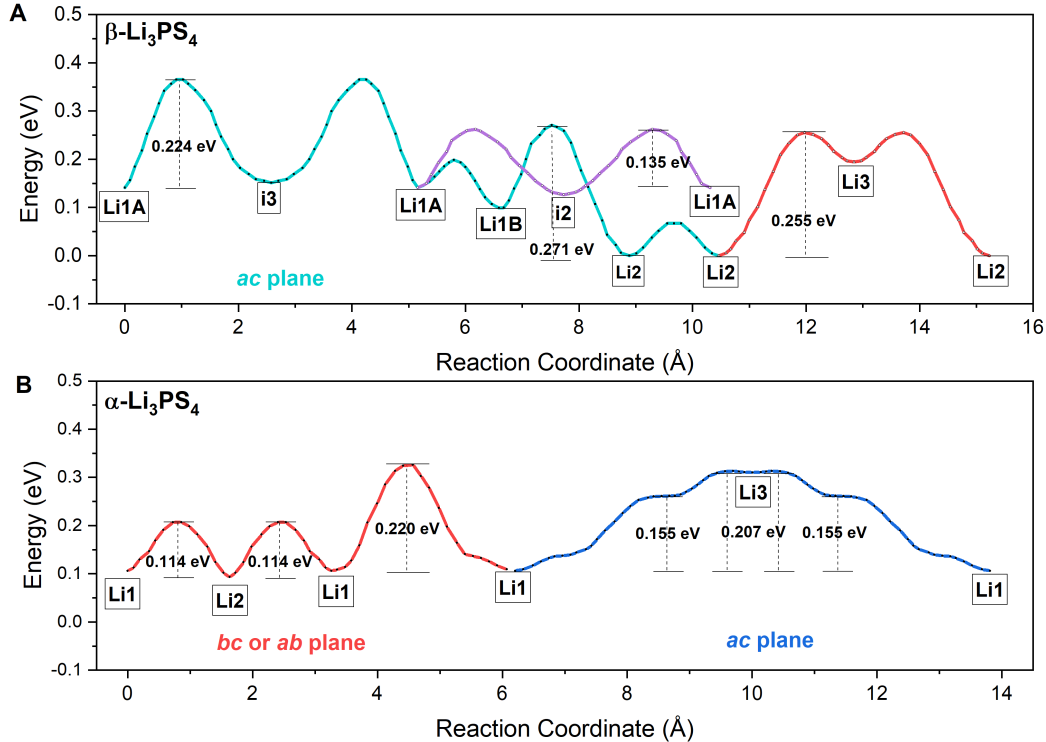 A
β-Li₃PS₄
0.5
0.4
0.3
0.2
0.1
0.0
-0.1
Energy (eV)
0.224 eV
0.135 eV
0.271 eV
0.255 eV
Li1A
i3
Li1A
Li1B
i2
Li2
Li1A
Li2
Li3
Li2
ac plane
0 2 4 6 8 10 12 14 16
Reaction Coordinate (Å)
B
α-Li₃PS₄
0.5
0.4
0.3
0.2
0.1
0.0
-0.1
Energy (eV)
0.114 eV
0.114 eV
0.220 eV
0.155 eV
0.207 eV
0.155 eV
Li1
Li2
Li1
Li1
Li3
Li1
bc or ab plane
ac plane
0 2 4 6 8 10 12 14
Reaction Coordinate (Å)